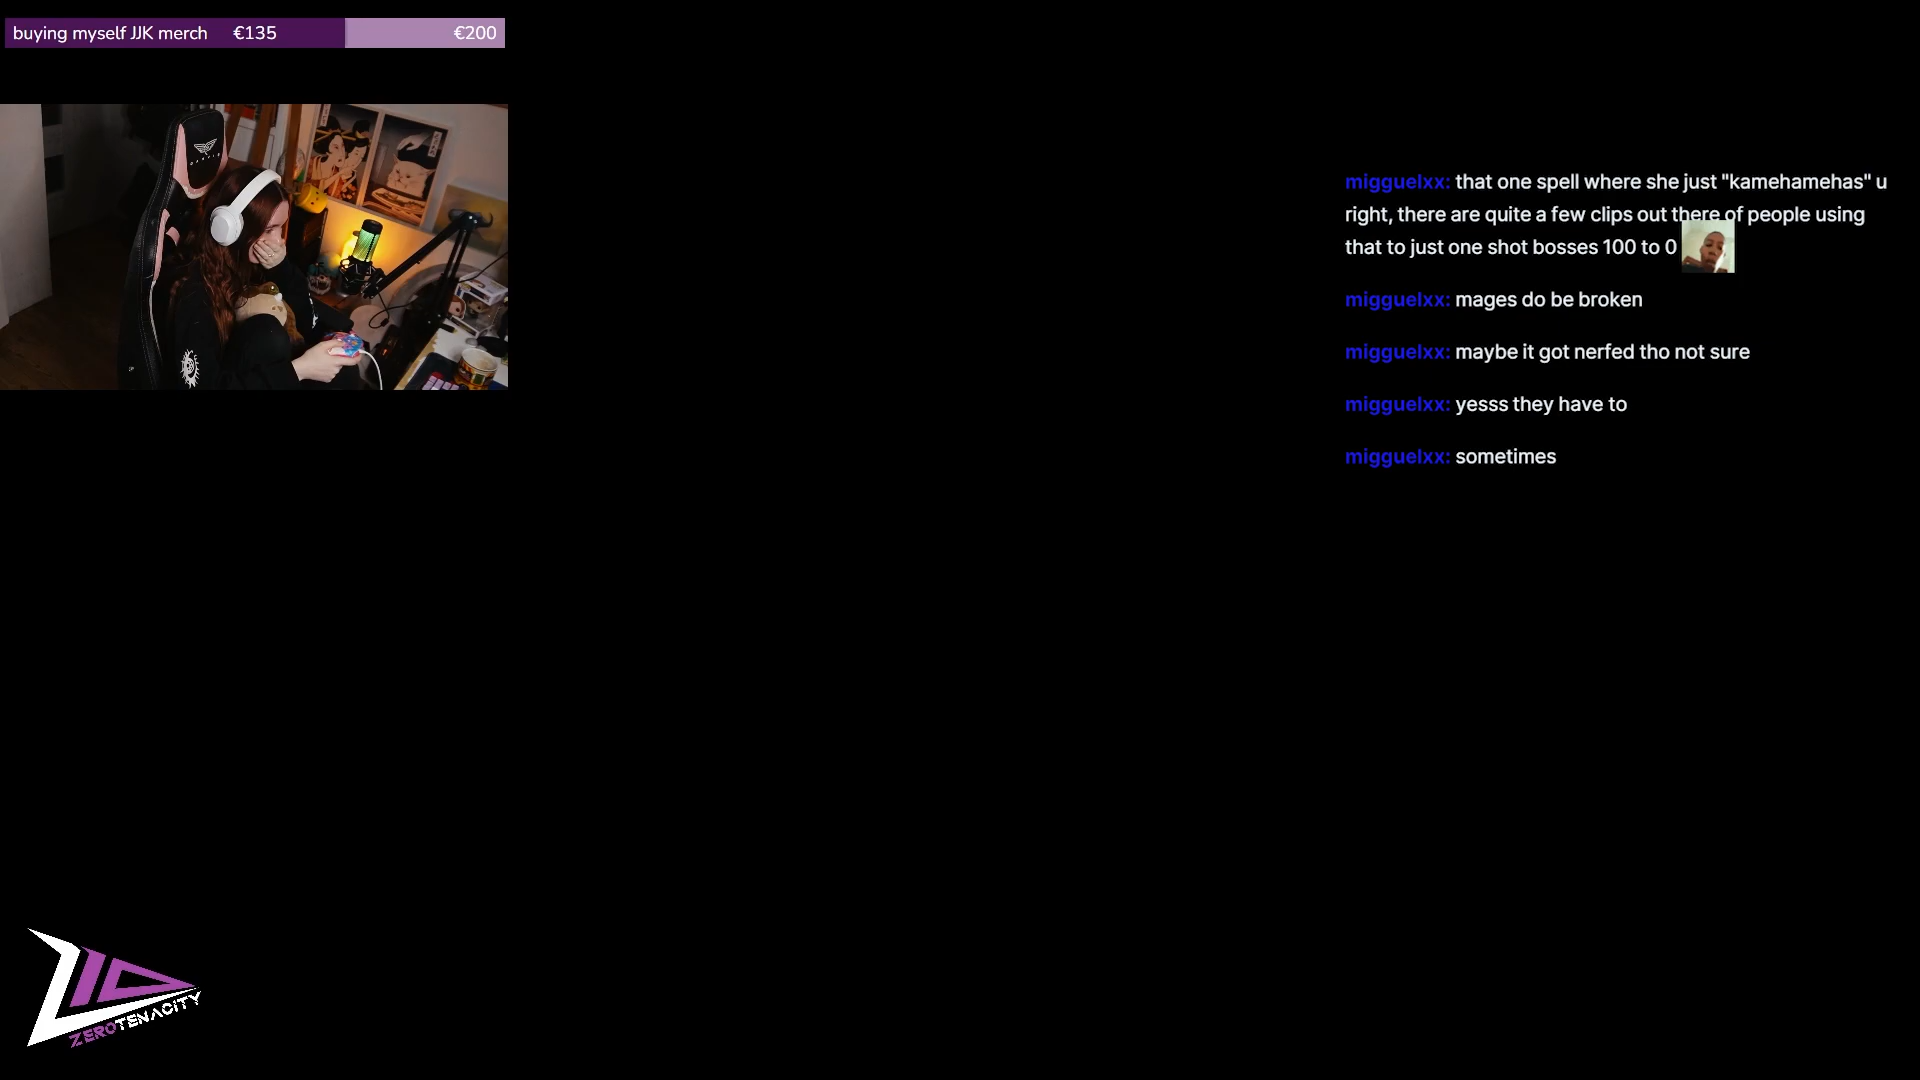 buying myself JJK merch €135 €200
migguelxx: that one spell where she just "kamehamehas" u
right, there are quite a few clips out there of people using
that to just one shot bosses 100 to 0
migguelxx: mages do be broken
migguelxx: maybe it got nerfed tho not sure
migguelxx: yesss they have to
migguelxx: sometimes
ZEROTENACITY